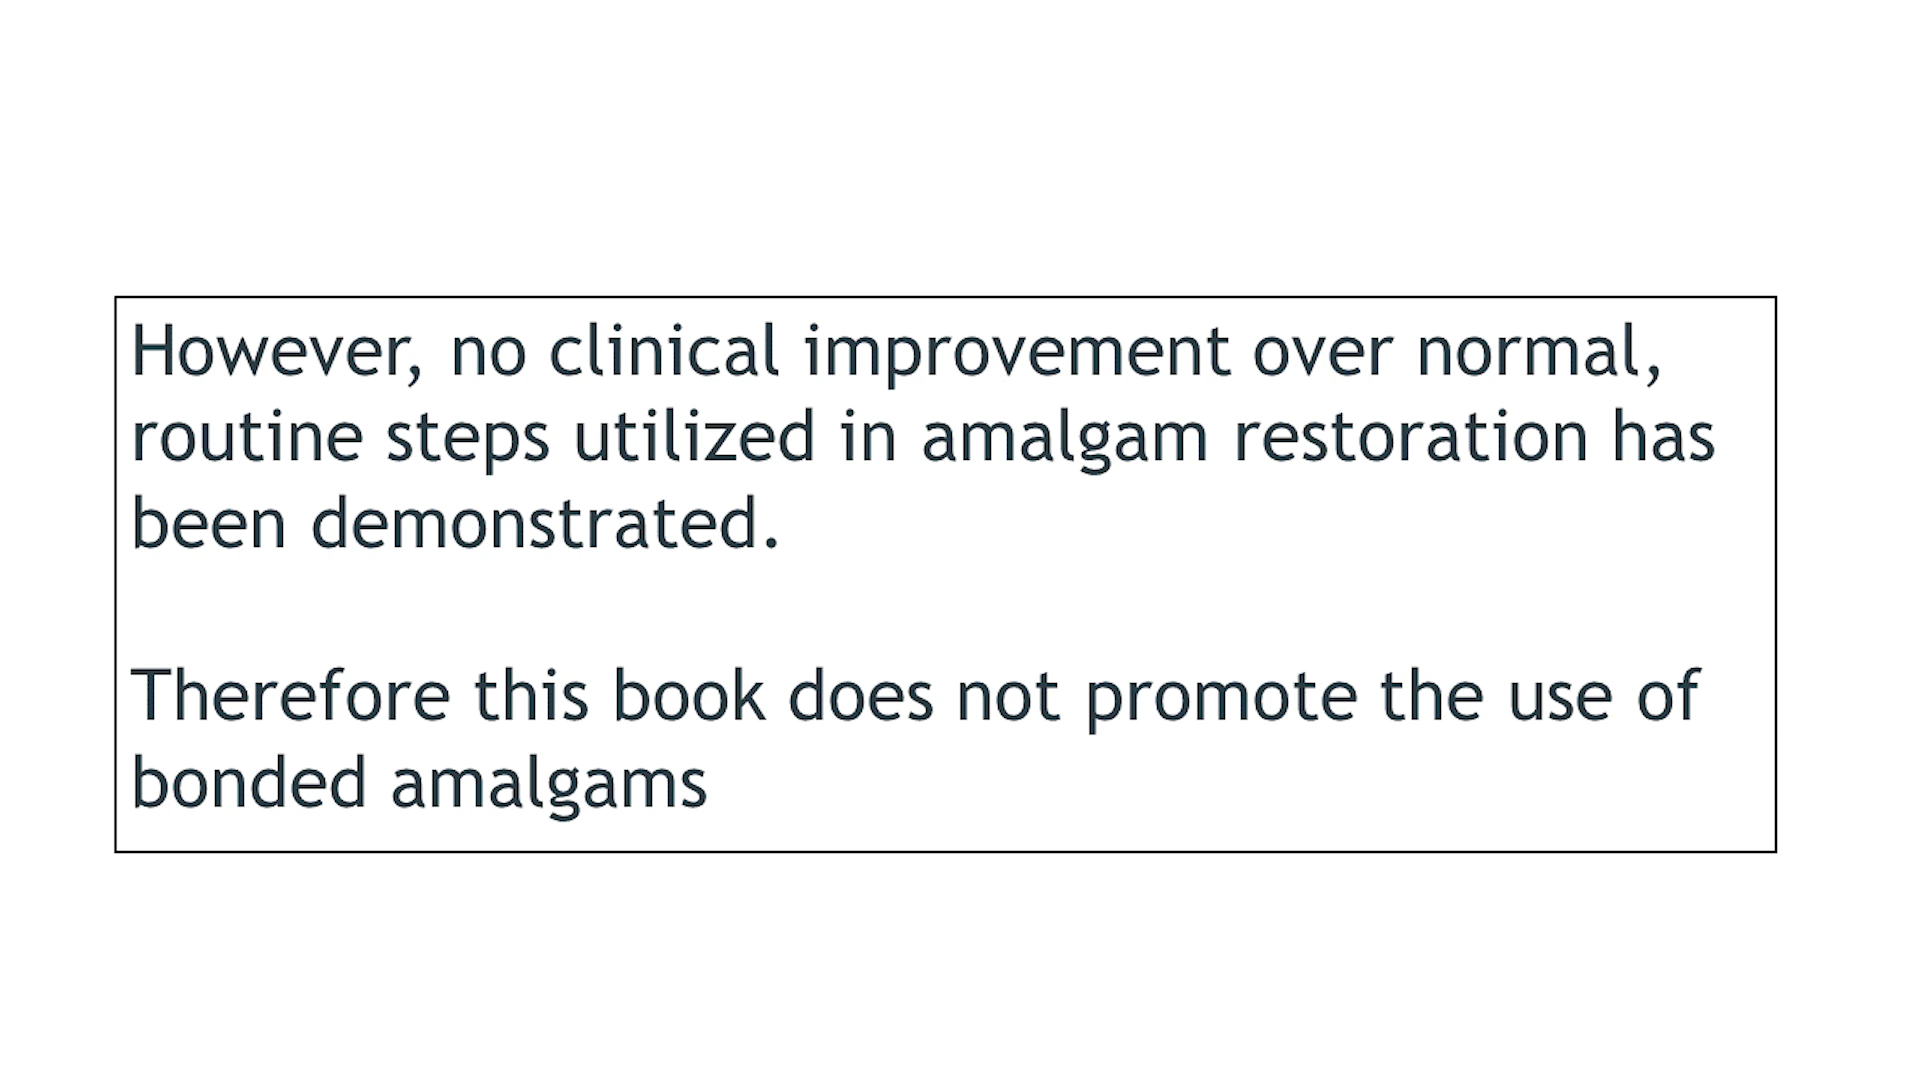 However, no clinical improvement over normal,
routine steps utilized in amalgam restoration has
been demonstrated.
Therefore this book does not promote the use of
bonded amalgams